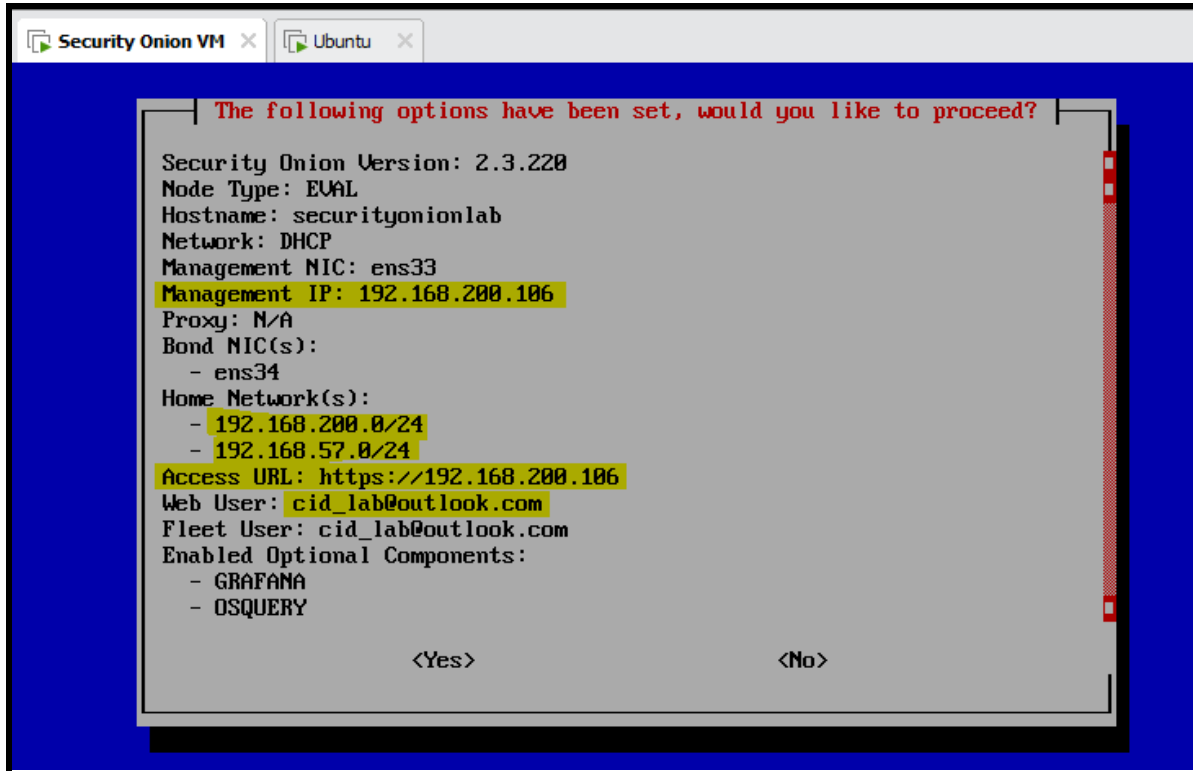 Security Onion VM
Ubuntu
The following options have been set, would you like to proceed?
Security Onion Version: 2.3.220
Node Type: EVAL
Hostname: securityonionlab
Network: DHCP
Management NIC: ens33
Management IP: 192.168.200.106
Proxy: N/A
Bond NIC(s):
- ens34
Home Network(s):
- 192.168.200.0/24
- 192.168.57.0/24
Access URL: https://192.168.200.106
Web User: cid_lab@outlook.com
Fleet User: cid_lab@outlook.com
Enabled Optional Components:
- GRAFANA
- OSQUERY
<Yes> <No>